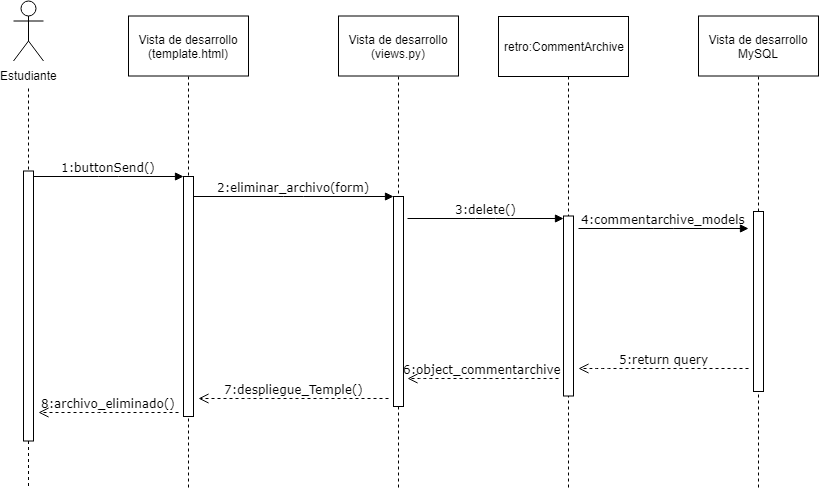 Estudiante
Vista de desarrollo
(template.html)
Vista de desarrollo
(views.py)
retro:CommentArchive
Vista de desarrollo
MySQL
1:buttonSend()
2:eliminar_archivo(form)
3:delete()
4:commentarchive_models
5:return query
6:object_commentarchive
7:despliegue_Temple()
8:archivo_eliminado()